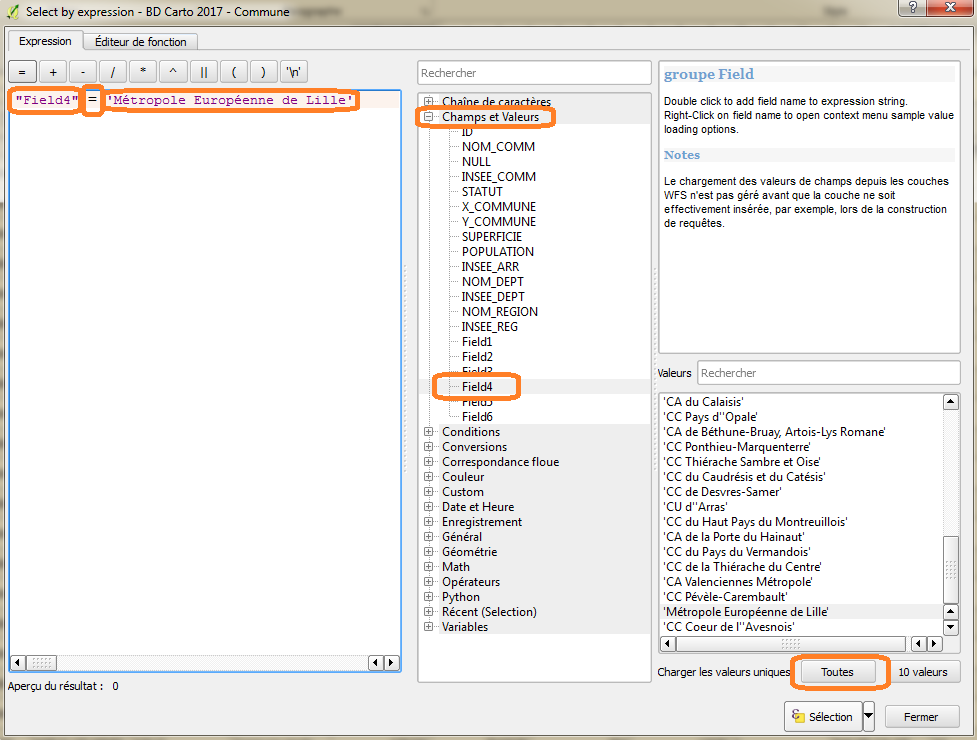 Select by expression - BD Carto 2017 - Commune
Expression
Éditeur de fonction
= + - / * ^ || ( ) '\n'
"Field4" = 'Métropole Européenne de Lille'
Aperçu du résultat : 0
Rechercher
Chaîne de caractères
Champs et Valeurs
ID
NOM_COMM
NULL
INSEE_COMM
STATUT
X_COMMUNE
Y_COMMUNE
SUPERFICIE
POPULATION
INSEE_ARR
NOM_DEPT
INSEE_DEPT
NOM_REGION
INSEE_REG
Field1
Field2
Field3
Field4
Field5
Field6
Conditions
Conversions
Correspondance floue
Couleur
Custom
Date et Heure
Enregistrement
Général
Géométrie
Math
Opérateurs
Python
Récent (Selection)
Variables
groupe Field
Double click to add field name to expression string.
Right-Click on field name to open context menu sample value
loading options.
Notes
Le chargement des valeurs de champs depuis les couches
WFS n'est pas géré avant que la couche ne soit
effectivement insérée, par exemple, lors de la construction
de requêtes.
Valeurs Rechercher
'CA du Calaisis'
'CC Pays d''Opale'
'CA de Béthune-Bruay, Artois-Lys Romane'
'CC Ponthieu-Marquenterre'
'CC Thiérache Sambre et Oise'
'CC du Caudrésis et du Catésis'
'CC de Desvres-Samer'
'CU d''Arras'
'CC du Haut Pays du Montreuillois'
'CA de la Porte du Hainaut'
'CC du Pays du Vermandois'
'CC de la Thiérache du Centre'
'CA Valenciennes Métropole'
'CC Pévèle-Carembault'
'Métropole Européenne de Lille'
'CC Coeur de l''Avesnois'
Charger les valeurs uniques Toutes 10 valeurs
Sélection Fermer